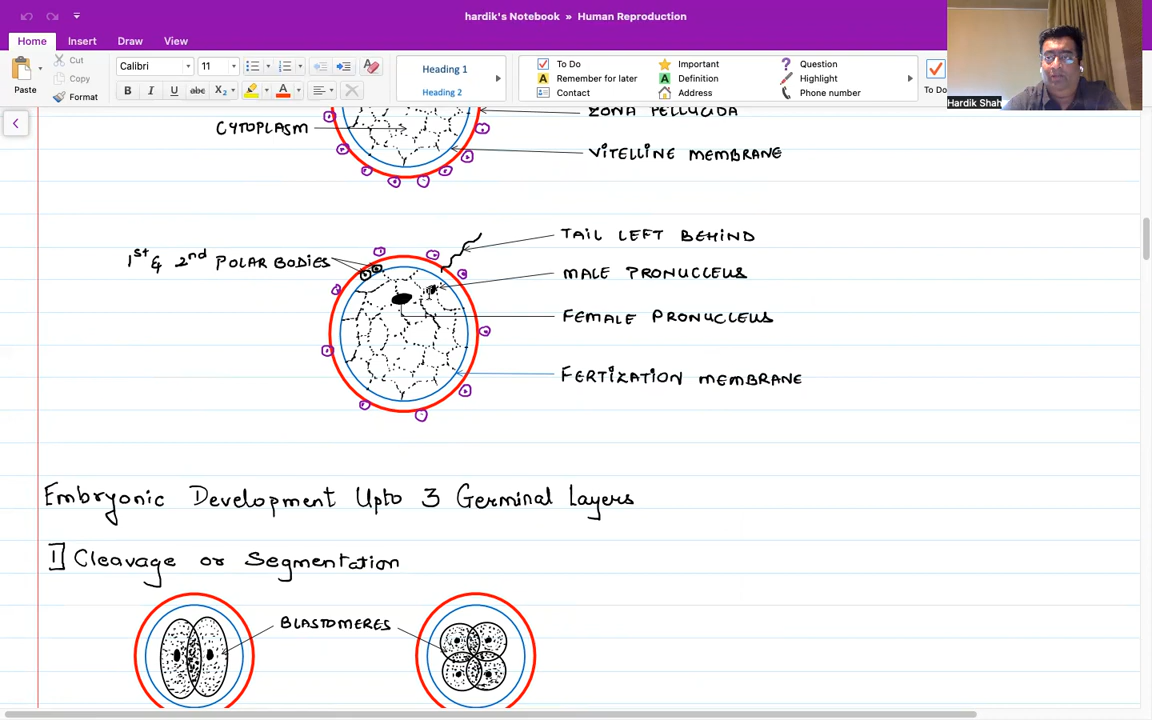 hardik's Notebook » Human Reproduction
Home Insert Draw View
Cut
Copy
Paste
Format
Calibri 11
B I U abc X₂ A
Heading 1
Heading 2
To Do
Remember for later
Contact
Important
Definition
Address
Question
Highlight
Phone number
To Do
Hardik Shah
ZONA PELLUCIDA
CYTOPLASM
VITELLINE MEMBRANE
TAIL LEFT BEHIND
1st & 2nd POLAR BODIES
MALE PRONUCLEUS
FEMALE PRONUCLEUS
FERTIZATION MEMBRANE
Embryonic Development Upto 3 Germinal Layers
I] Cleavage or Segmentation
BLASTOMERES